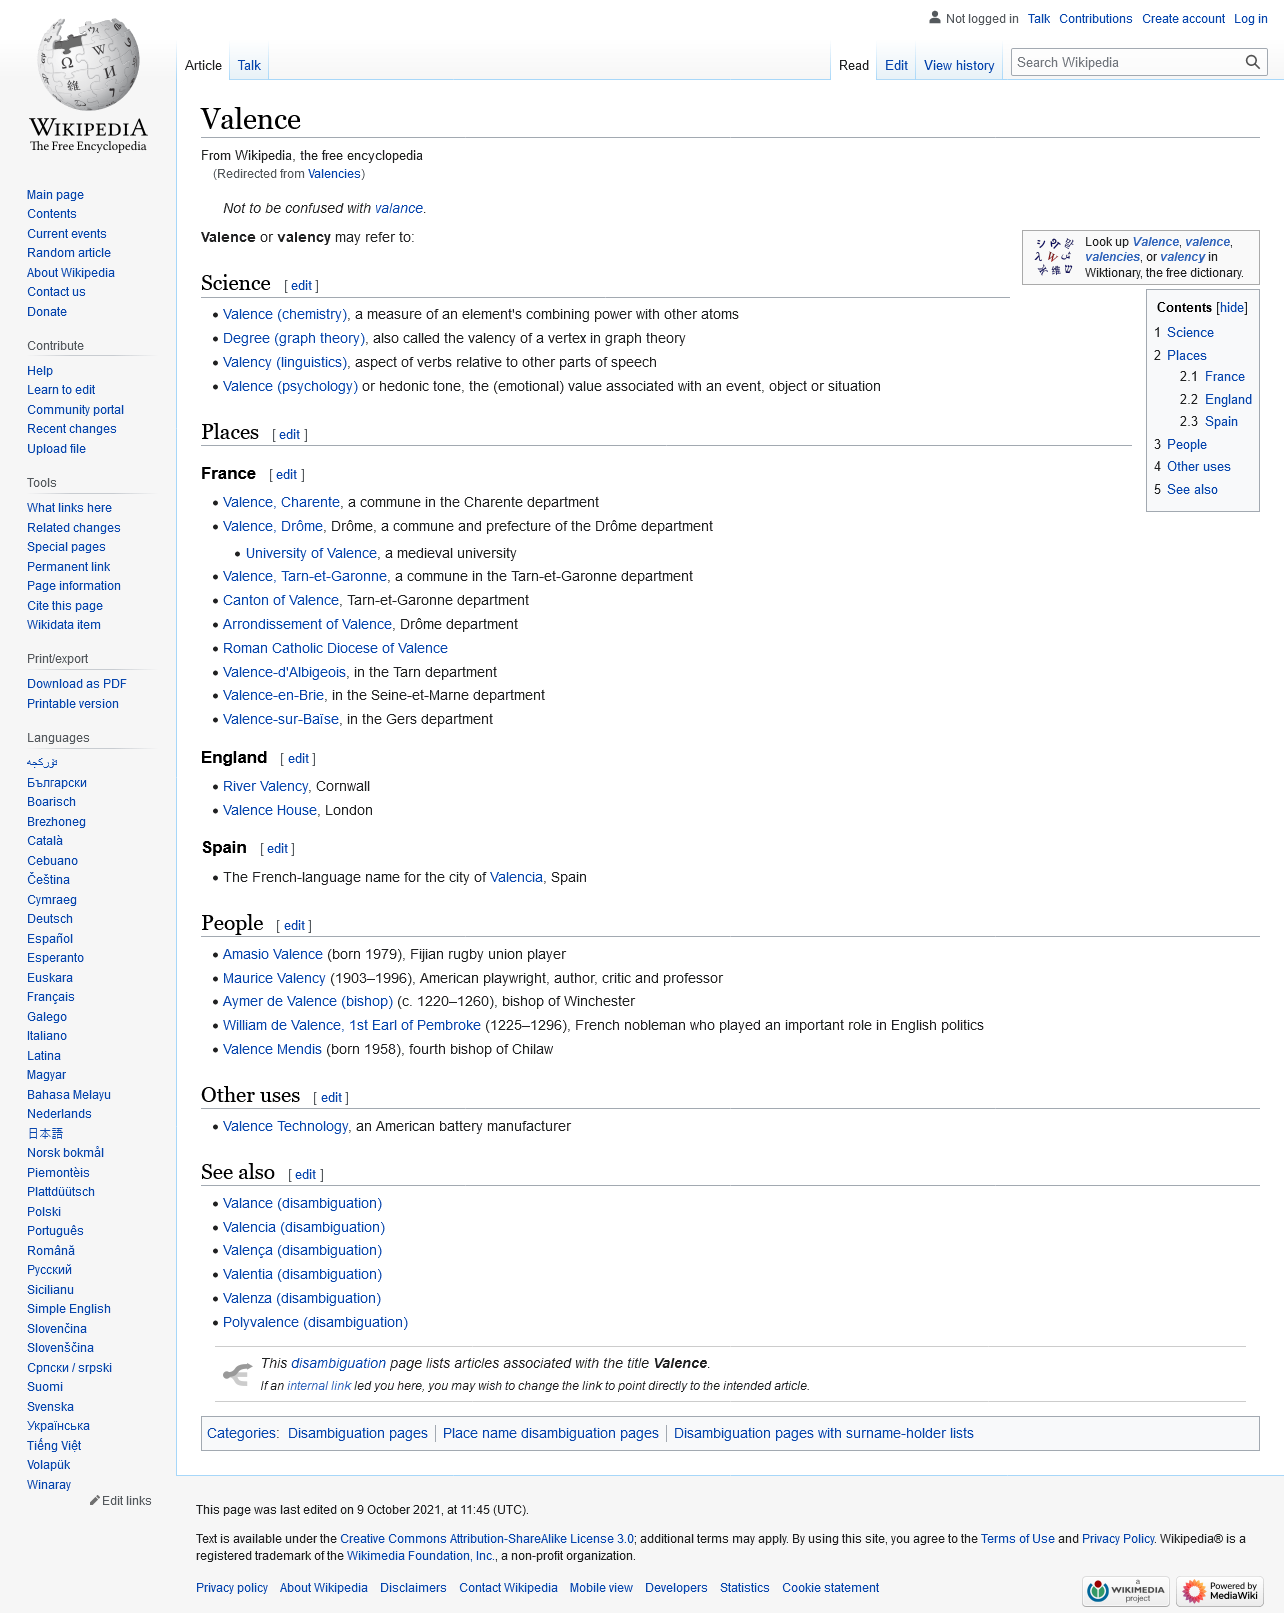 Not logged in Talk Contributions Create account Log in
Article Talk Read Edit View history Search Wikipedia
WIKIPEDIA
The Free Encyclopedia
Main page
Contents
Current events
Random article
About Wikipedia
Contact us
Donate
Contribute
Help
Learn to edit
Community portal
Recent changes
Upload file
Tools
What links here
Related changes
Special pages
Permanent link
Page information
Cite this page
Wikidata item
Print/export
Download as PDF
Printable version
Languages
تۆرکجه
Български
Boarisch
Brezhoneg
Català
Cebuano
Čeština
Cymraeg
Deutsch
Español
Esperanto
Euskara
Français
Galego
Italiano
Latina
Magyar
Bahasa Melayu
Nederlands
日本語
Norsk bokmål
Piemontèis
Plattdüütsch
Polski
Português
Română
Русский
Sicilianu
Simple English
Slovenčina
Slovenščina
Српски / srpski
Suomi
Svenska
Українська
Tiếng Việt
Volapük
Winaray
Edit links
Valence
From Wikipedia, the free encyclopedia
(Redirected from Valencies)
Not to be confused with valance.
Valence or valency may refer to:
Look up Valence, valence,
valencies, or valency in
Wiktionary, the free dictionary.
Contents [hide]
1 Science
2 Places
2.1 France
2.2 England
2.3 Spain
3 People
4 Other uses
5 See also
Science [ edit ]
• Valence (chemistry), a measure of an element's combining power with other atoms
• Degree (graph theory), also called the valency of a vertex in graph theory
• Valency (linguistics), aspect of verbs relative to other parts of speech
• Valence (psychology) or hedonic tone, the (emotional) value associated with an event, object or situation
Places [ edit ]
France [ edit ]
• Valence, Charente, a commune in the Charente department
• Valence, Drôme, Drôme, a commune and prefecture of the Drôme department
• University of Valence, a medieval university
• Valence, Tarn-et-Garonne, a commune in the Tarn-et-Garonne department
• Canton of Valence, Tarn-et-Garonne department
• Arrondissement of Valence, Drôme department
• Roman Catholic Diocese of Valence
• Valence-d'Albigeois, in the Tarn department
• Valence-en-Brie, in the Seine-et-Marne department
• Valence-sur-Baïse, in the Gers department
England [ edit ]
• River Valency, Cornwall
• Valence House, London
Spain [ edit ]
• The French-language name for the city of Valencia, Spain
People [ edit ]
• Amasio Valence (born 1979), Fijian rugby union player
• Maurice Valency (1903–1996), American playwright, author, critic and professor
• Aymer de Valence (bishop) (c. 1220–1260), bishop of Winchester
• William de Valence, 1st Earl of Pembroke (1225–1296), French nobleman who played an important role in English politics
• Valence Mendis (born 1958), fourth bishop of Chilaw
Other uses [ edit ]
• Valence Technology, an American battery manufacturer
See also [ edit ]
• Valance (disambiguation)
• Valencia (disambiguation)
• Valença (disambiguation)
• Valentia (disambiguation)
• Valenza (disambiguation)
• Polyvalence (disambiguation)
This disambiguation page lists articles associated with the title Valence.
If an internal link led you here, you may wish to change the link to point directly to the intended article.
Categories: Disambiguation pages | Place name disambiguation pages | Disambiguation pages with surname-holder lists
This page was last edited on 9 October 2021, at 11:45 (UTC).
Text is available under the Creative Commons Attribution-ShareAlike License 3.0; additional terms may apply. By using this site, you agree to the Terms of Use and Privacy Policy. Wikipedia® is a
registered trademark of the Wikimedia Foundation, Inc., a non-profit organization.
Privacy policy About Wikipedia Disclaimers Contact Wikipedia Mobile view Developers Statistics Cookie statement
a WIKIMEDIA project
Powered by MediaWiki